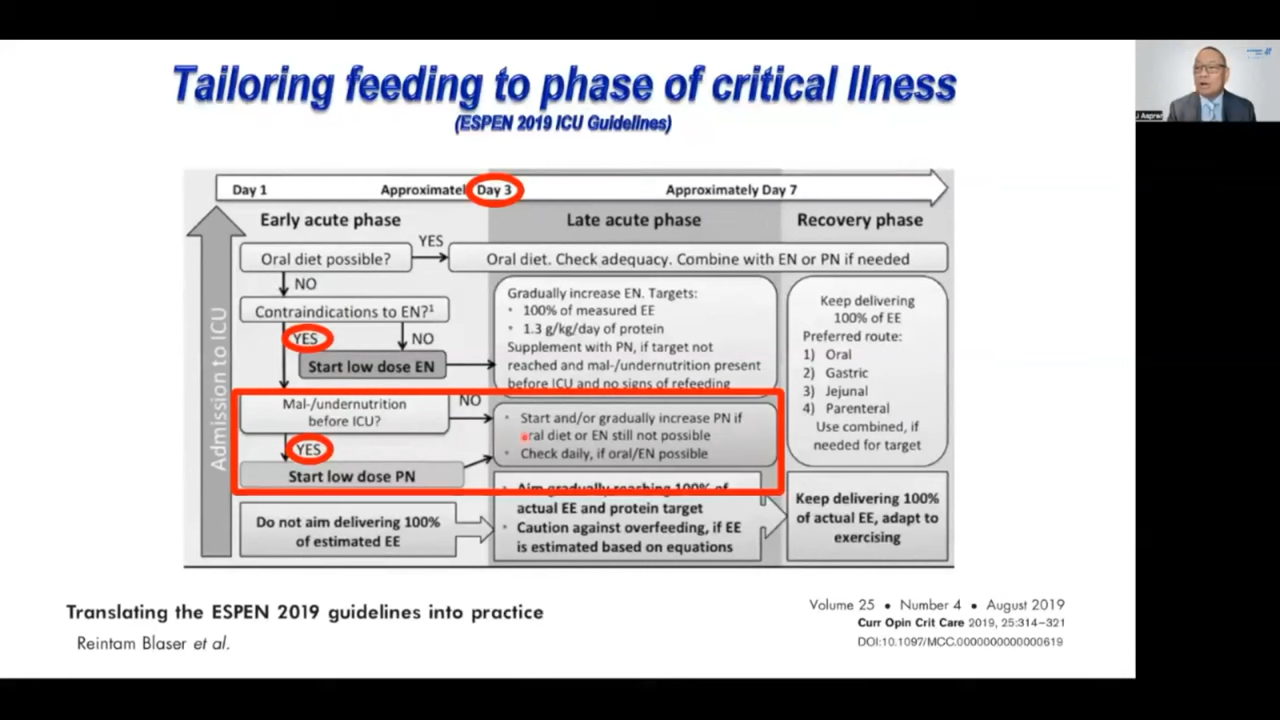 Tailoring feeding to phase of critical llness
(ESPEN 2019 ICU Guidelines)
Day 1
Approximatel
Day 3
Approximately Day 7
Early acute phase
Late acute phase
Recovery phase
Admission to ICU
Oral diet possible?
YES
Oral diet. Check adequacy. Combine with EN or PN if needed
NO
Contraindications to EN?¹
YES
NO
Start low dose EN
Gradually increase EN. Targets:
• 100% of measured EE
• 1.3 g/kg/day of protein
Supplement with PN, if target not
reached and mal-/undernutrition present
before ICU and no signs of refeeding
Keep delivering
100% of EE
Preferred route:
1) Oral
2) Gastric
3) Jejunal
4) Parenteral
Use combined, if
needed for target
Mal-/undernutrition
before ICU?
NO
YES
Start low dose PN
• Start and/or gradually increase PN if
oral diet or EN still not possible
• Check daily, if oral/EN possible
Do not aim delivering 100%
of estimated EE
• Aim gradually reaching 100% of
actual EE and protein target
• Caution against overfeeding, if EE
is estimated based on equations
Keep delivering 100%
of actual EE, adapt to
exercising
Translating the ESPEN 2019 guidelines into practice
Reintam Blaser et al.
Volume 25 • Number 4 • August 2019
Curr Opin Crit Care 2019, 25:314–321
DOI:10.1097/MCC.0000000000000619